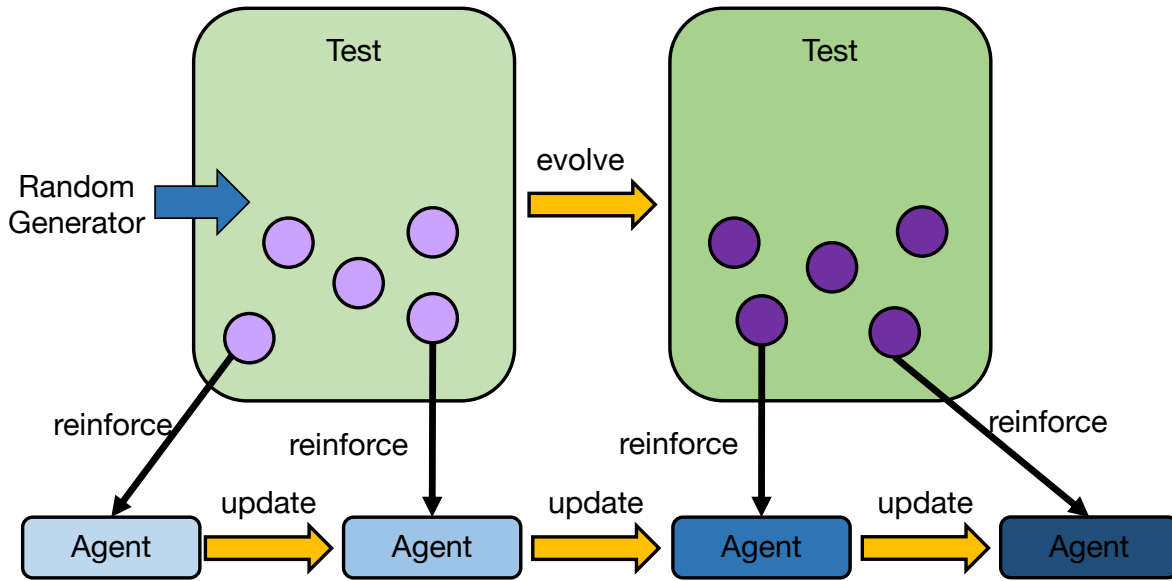 Test
Test
evolve
Random
Generator
reinforce
reinforce
reinforce
reinforce
update
update
update
Agent
Agent
Agent
Agent